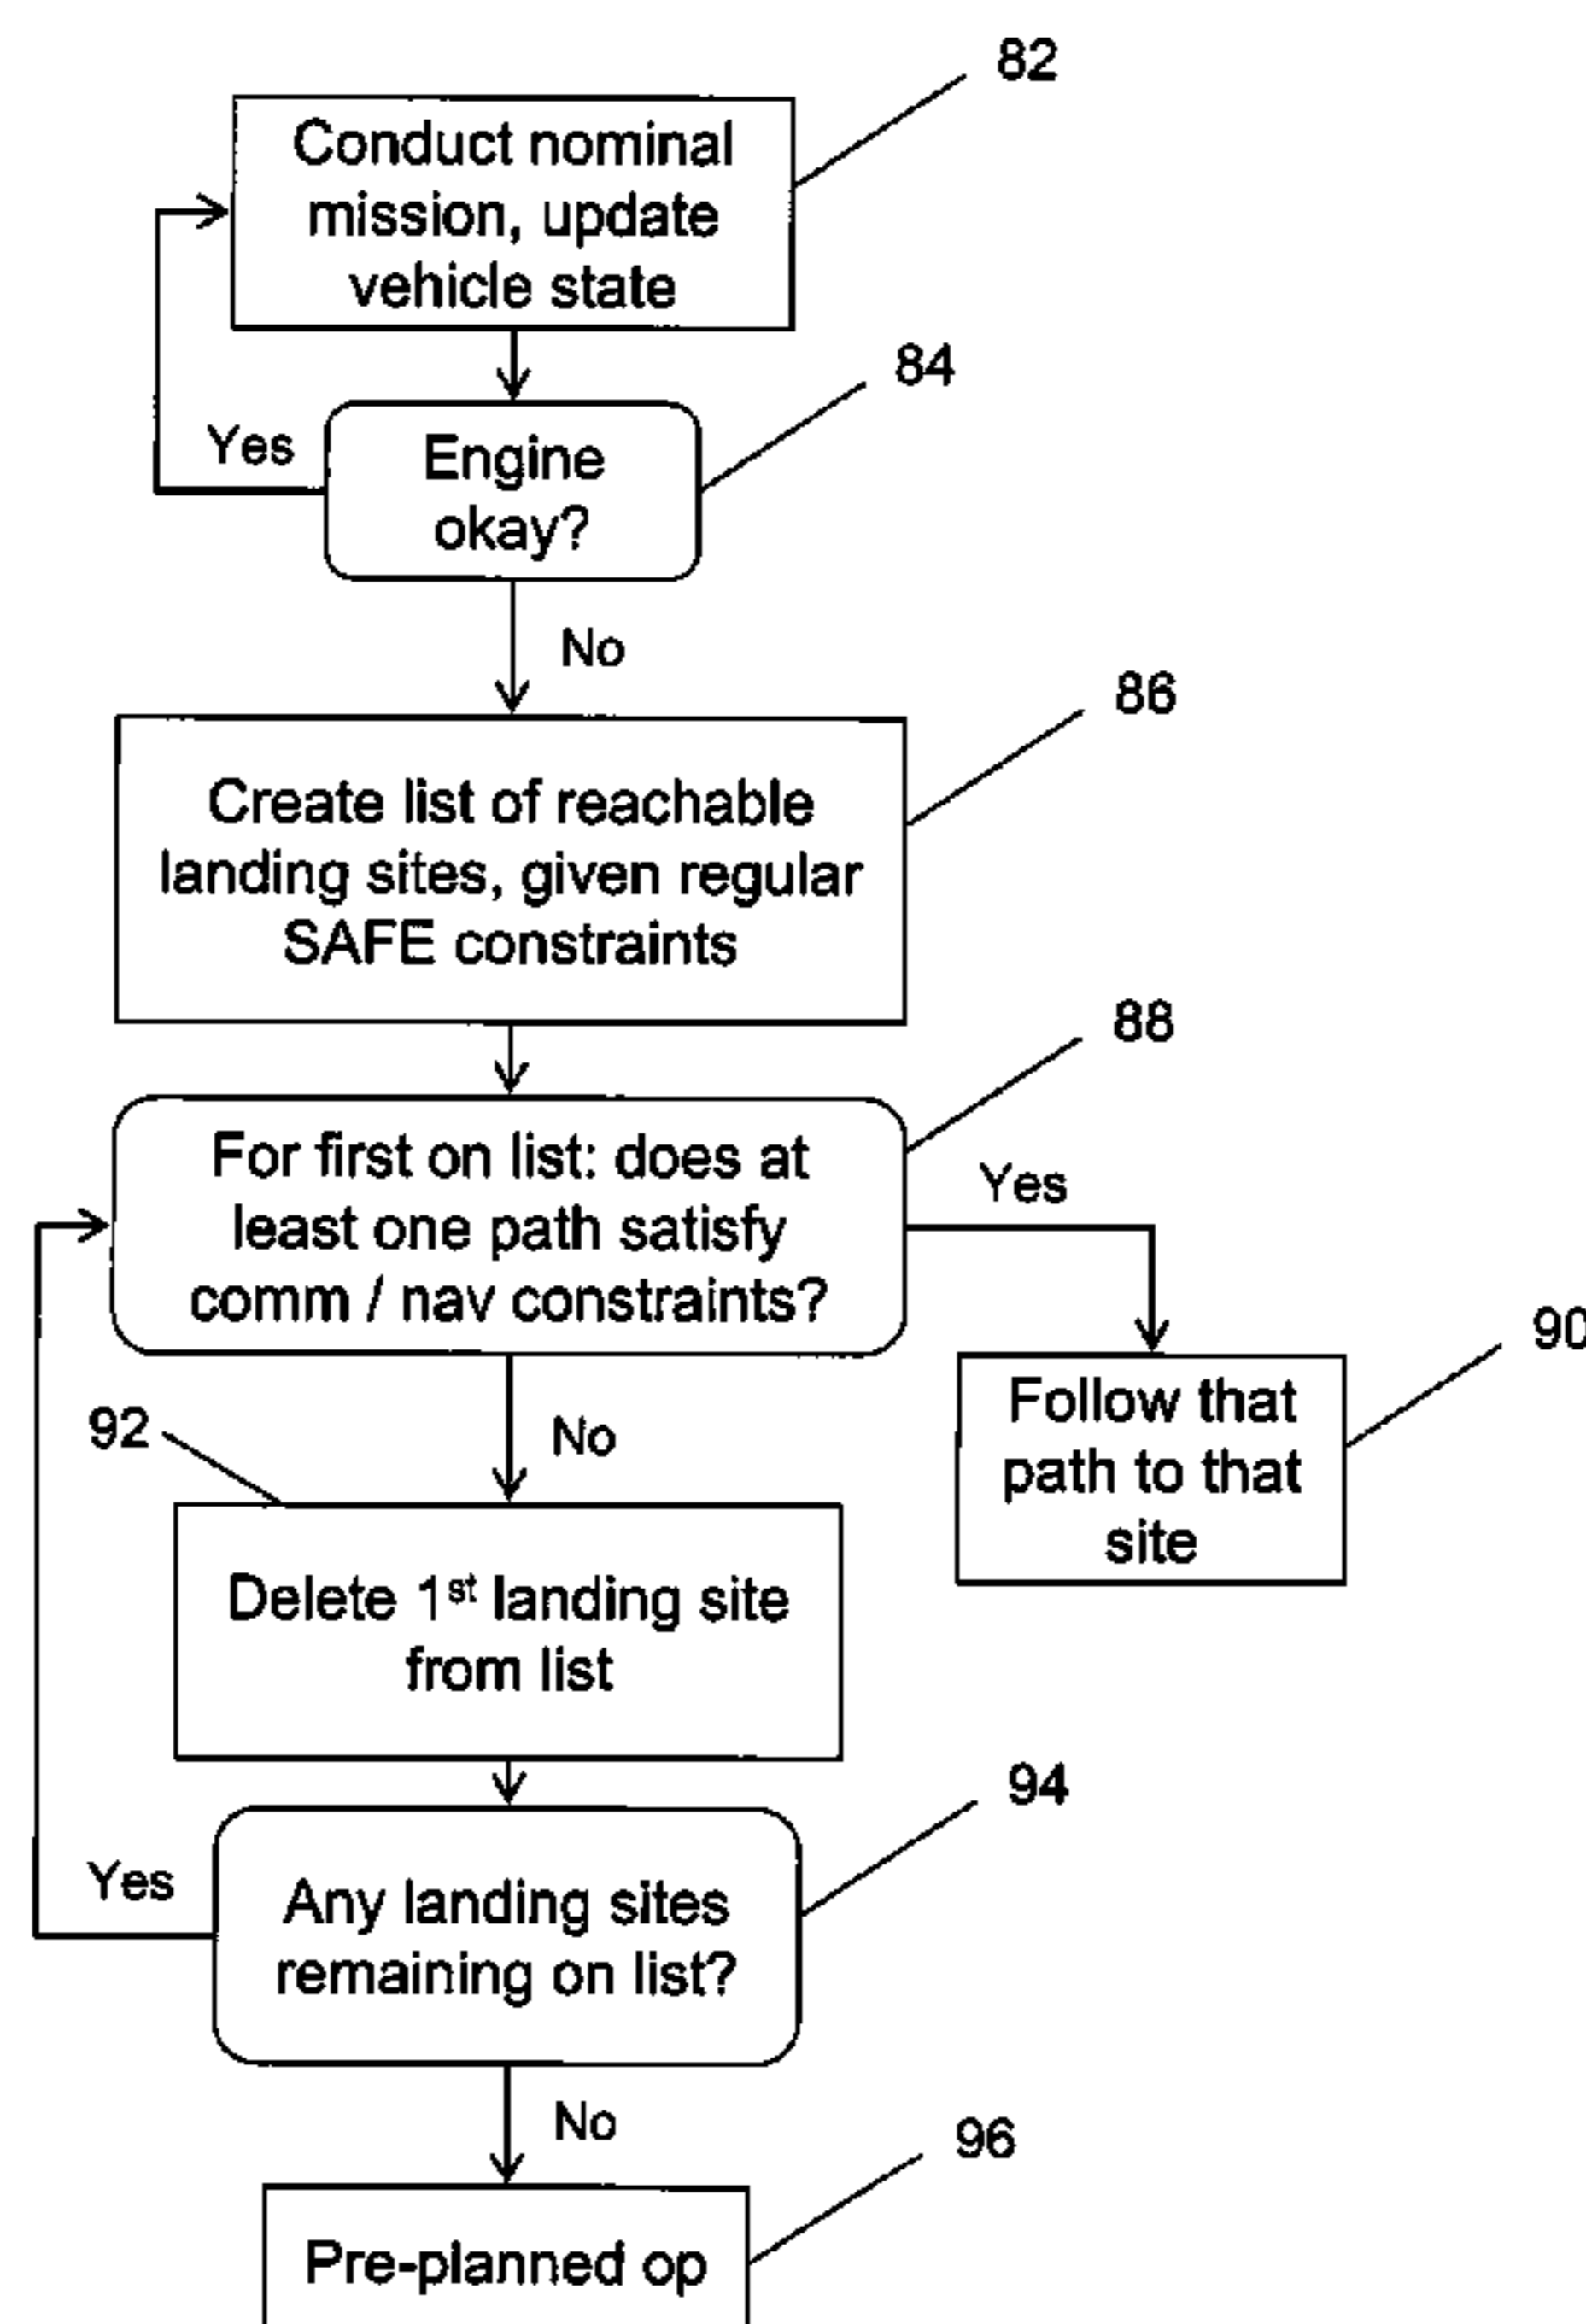 82
Conduct nominal
mission, update
vehicle state
84
Yes
Engine
okay?
No
86
Create list of reachable
landing sites, given regular
SAFE constraints
88
For first on list: does at
least one path satisfy
comm / nav constraints?
Yes
90
Follow that
path to that
site
92
No
Delete 1st landing site
from list
94
Yes
Any landing sites
remaining on list?
No
96
Pre-planned op